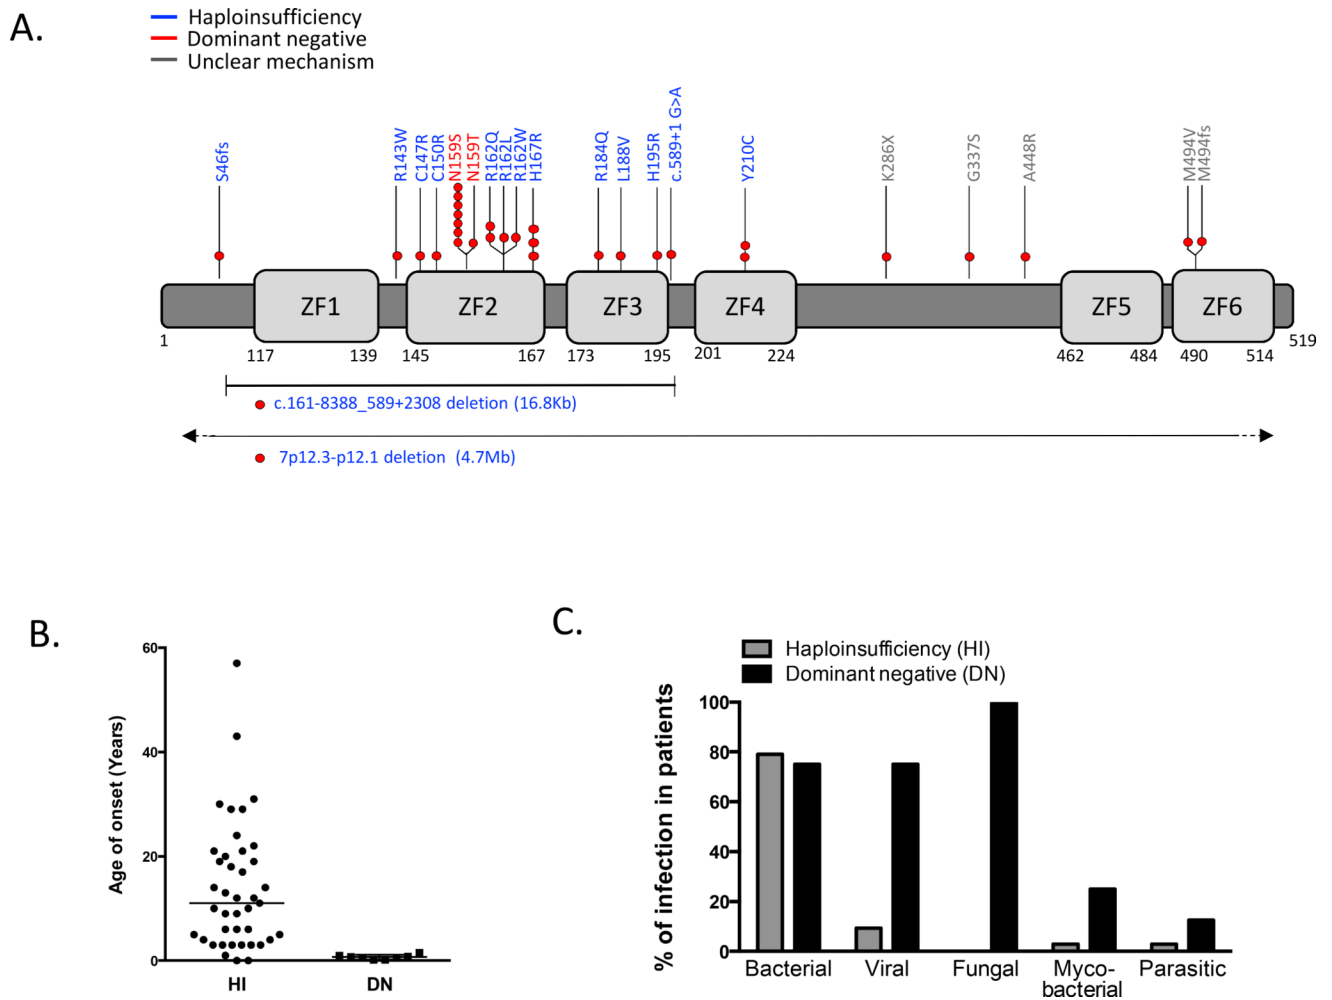 A.
Haploinsufficiency
Dominant negative
Unclear mechanism
S46fs
R143W
C147R
C150R
N159S
N159T
R162Q
R162L
R162W
H167R
R184Q
L188V
H195R
c.589+1 G>A
Y210C
K286X
G337S
A448R
M494V
M494fs
ZF1
ZF2
ZF3
ZF4
ZF5
ZF6
1
117
139
145
167
173
195
201
224
462
484
490
514
519
c.161-8388_589+2308 deletion (16.8Kb)
7p12.3-p12.1 deletion (4.7Mb)
B.
Age of onset (Years)
60
40
20
0
HI
DN
C.
Haploinsufficiency (HI)
Dominant negative (DN)
% of infection in patients
100
80
60
40
20
0
Bacterial
Viral
Fungal
Myco-
bacterial
Parasitic